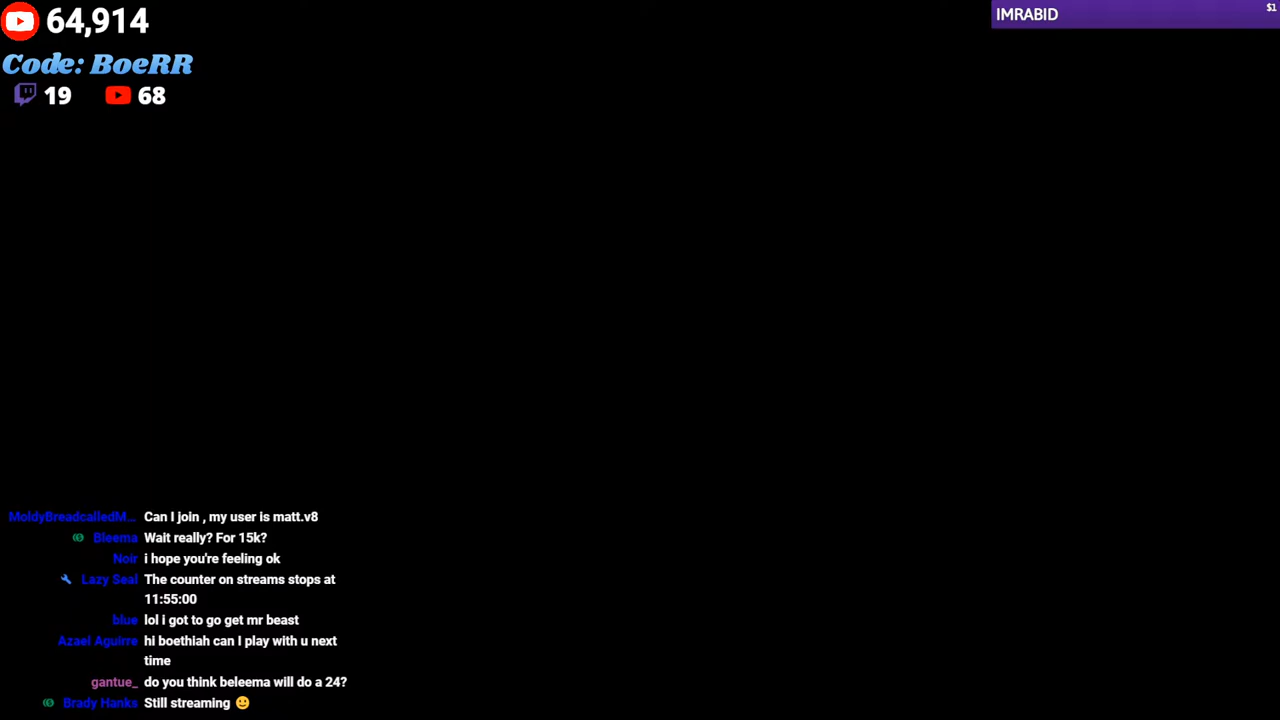 64,914
IMRABID
$1
Code: BoeRR
19 68
MoldyBreadcalledM... Can I join , my user is matt.v8
Bleema Wait really? For 15k?
Noir i hope you're feeling ok
Lazy Seal The counter on streams stops at
11:55:00
blue lol i got to go get mr beast
Azael Aguirre hi boethiah can I play with u next
time
gantue_ do you think beleema will do a 24?
Brady Hanks Still streaming 🙂